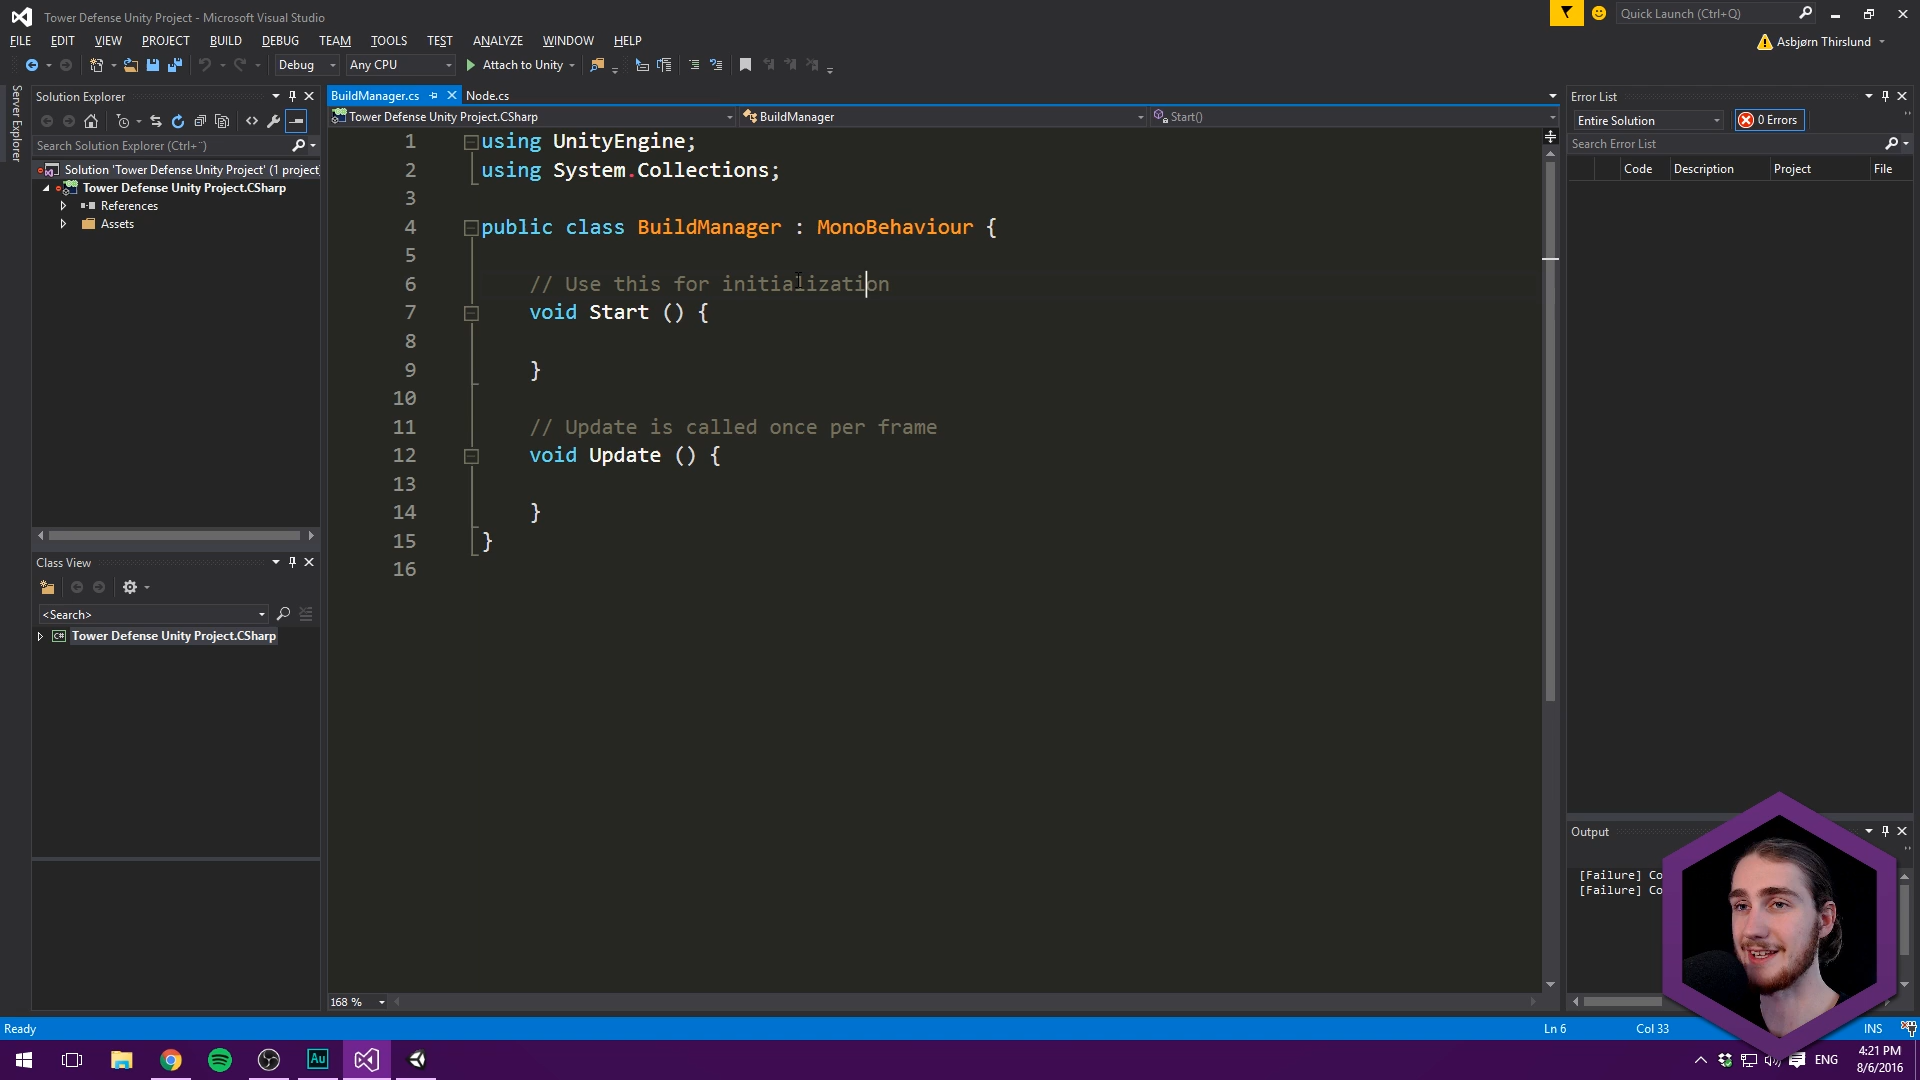 Tower Defense Unity Project - Microsoft Visual Studio
Quick Launch (Ctrl+Q)
FILE EDIT VIEW PROJECT BUILD DEBUG TEAM TOOLS TEST ANALYZE WINDOW HELP
Asbjørn Thirslund
Debug Any CPU Attach to Unity
Server Explorer
Solution Explorer
Search Solution Explorer (Ctrl+¨)
Solution 'Tower Defense Unity Project' (1 project
Tower Defense Unity Project.CSharp
References
Assets
Class View
<Search>
Tower Defense Unity Project.CSharp
BuildManager.cs Node.cs
Tower Defense Unity Project.CSharp BuildManager Start()
1 using UnityEngine;
2 using System.Collections;
3
4 public class BuildManager : MonoBehaviour {
5
6 // Use this for initialization
7 void Start () {
8
9 }
10
11 // Update is called once per frame
12 void Update () {
13
14 }
15 }
16
168 %
Error List
Entire Solution 0 Errors
Search Error List
Code Description Project File
Output
[Failure] Co
[Failure] Co
Ready Ln 6 Col 33 INS
Au
ENG
4:21 PM
8/6/2016